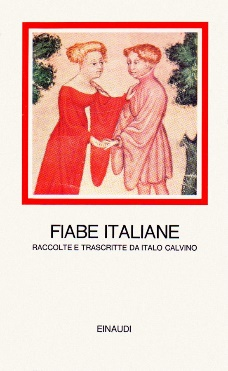 FIABE ITALIANE
RACCOLTE E TRASCRITTE DA ITALO CALVINO
EINAUDI